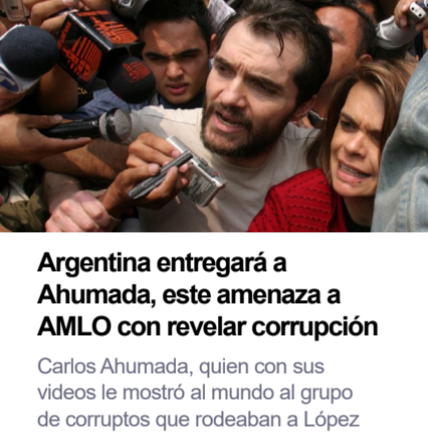 Argentina entregará a
Ahumada, este amenaza a
AMLO con revelar corrupción
Carlos Ahumada, quien con sus
videos le mostró al mundo al grupo
de corruptos que rodeaban a López